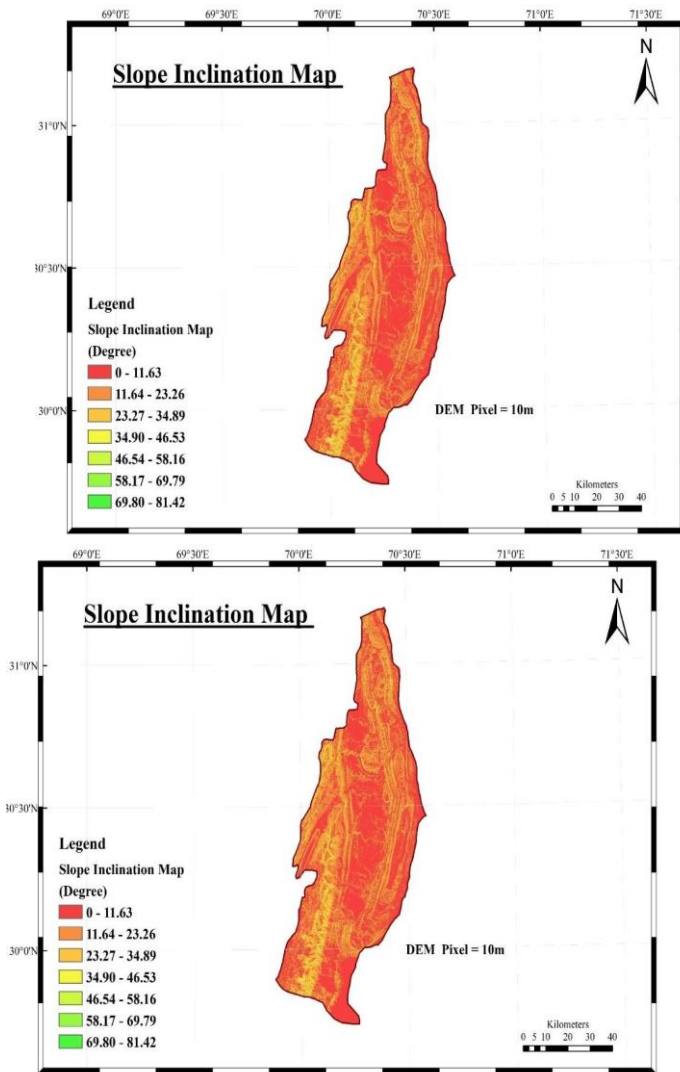 69°0'E 69°30'E 70°0'E 70°30'E 71°0'E 71°30'E
Slope Inclination Map
N
31°0'N
30°30'N
Legend
Slope Inclination Map
(Degree)
0 - 11.63
11.64 - 23.26
23.27 - 34.89
34.90 - 46.53
46.54 - 58.16
58.17 - 69.79
69.80 - 81.42
30°0'N
DEM Pixel = 10m
Kilometers
0 5 10 20 30 40
69°0'E 69°30'E 70°0'E 70°30'E 71°0'E 71°30'E
Slope Inclination Map
N
31°0'N
30°30'N
Legend
Slope Inclination Map
(Degree)
0 - 11.63
11.64 - 23.26
23.27 - 34.89
34.90 - 46.53
46.54 - 58.16
58.17 - 69.79
69.80 - 81.42
30°0'N
DEM Pixel = 10m
Kilometers
0 5 10 20 30 40